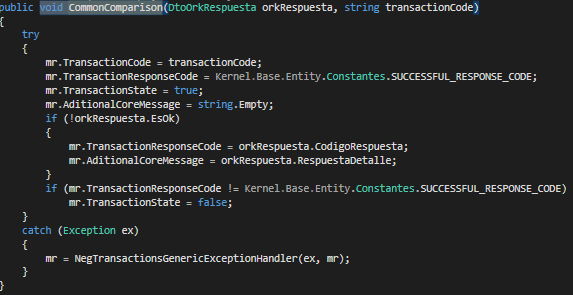 public void CommonComparison(DtoOrkRespuesta orkRespuesta, string transactionCode)
{
try
{
mr.TransactionCode = transactionCode;
mr.TransactionResponseCode = Kernel.Base.Entity.Constantes.SUCCESSFUL_RESPONSE_CODE;
mr.TransactionState = true;
mr.AditionalCoreMessage = string.Empty;
if (!orkRespuesta.EsOk)
{
mr.TransactionResponseCode = orkRespuesta.CodigoRespuesta;
mr.AditionalCoreMessage = orkRespuesta.RespuestaDetalle;
}
if (mr.TransactionResponseCode != Kernel.Base.Entity.Constantes.SUCCESSFUL_RESPONSE_CODE)
mr.TransactionState = false;
}
catch (Exception ex)
{
mr = NegTransactionsGenericExceptionHandler(ex, mr);
}
}